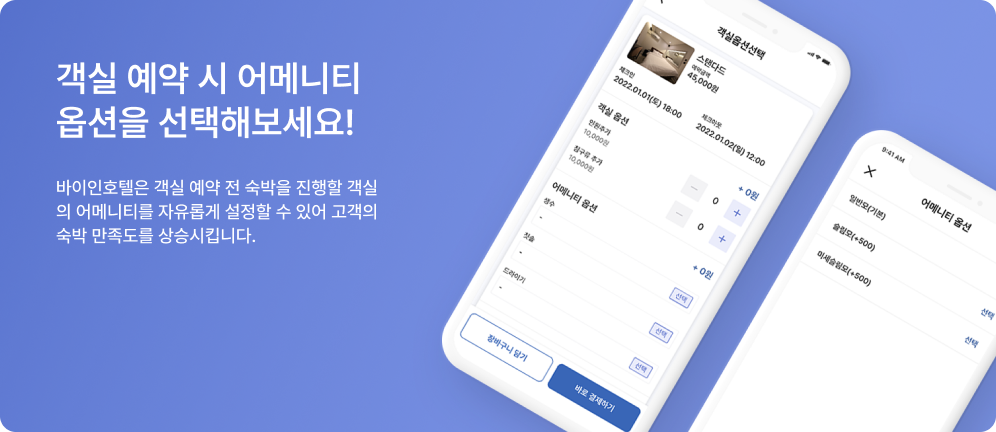 객실 예약 시 어메니티
옵션을 선택해보세요!
바이인호텔은 객실 예약 전 숙박을 진행할 객실
의 어메니티를 자유롭게 설정할 수 있어 고객의
숙박 만족도를 상승시킵니다.
객실옵션선택
스탠다드
예약금액
45,000원
체크인
2022.01.01(토) 18:00
체크아웃
2022.01.02(일) 12:00
객실 옵션
+ 0원
인원추가
10,000원
— 0 +
침구류 추가
10,000원
— 0 +
어메니티 옵션
+ 0원
생수
-
선택
칫솔
-
선택
드라이기
-
선택
장바구니 담기
바로 결제하기
9:41 AM
어메니티 옵션
일반모(기본)
슬림모(+500)
선택
미세슬림모(+500)
선택